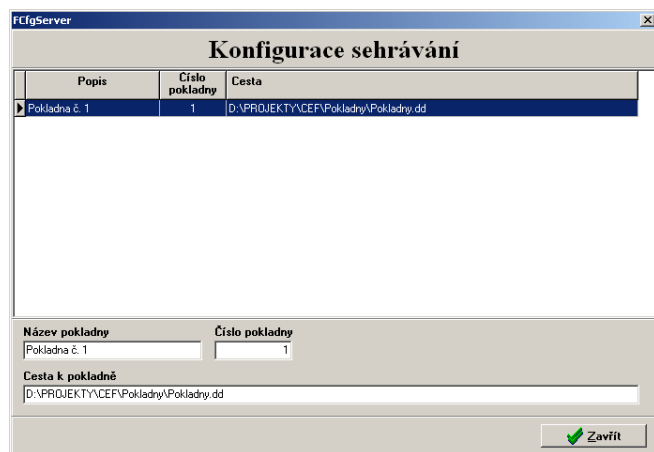 FCfgServer
Konfigurace sehrávání
Popis Číslo pokladny Cesta
Pokladna č. 1 1 D:\PROJEKTY\CEF\Pokladny\Pokladny.dd
Název pokladny Číslo pokladny
Pokladna č. 1 1
Cesta k pokladně
D:\PROJEKTY\CEF\Pokladny\Pokladny.dd
Zavřít